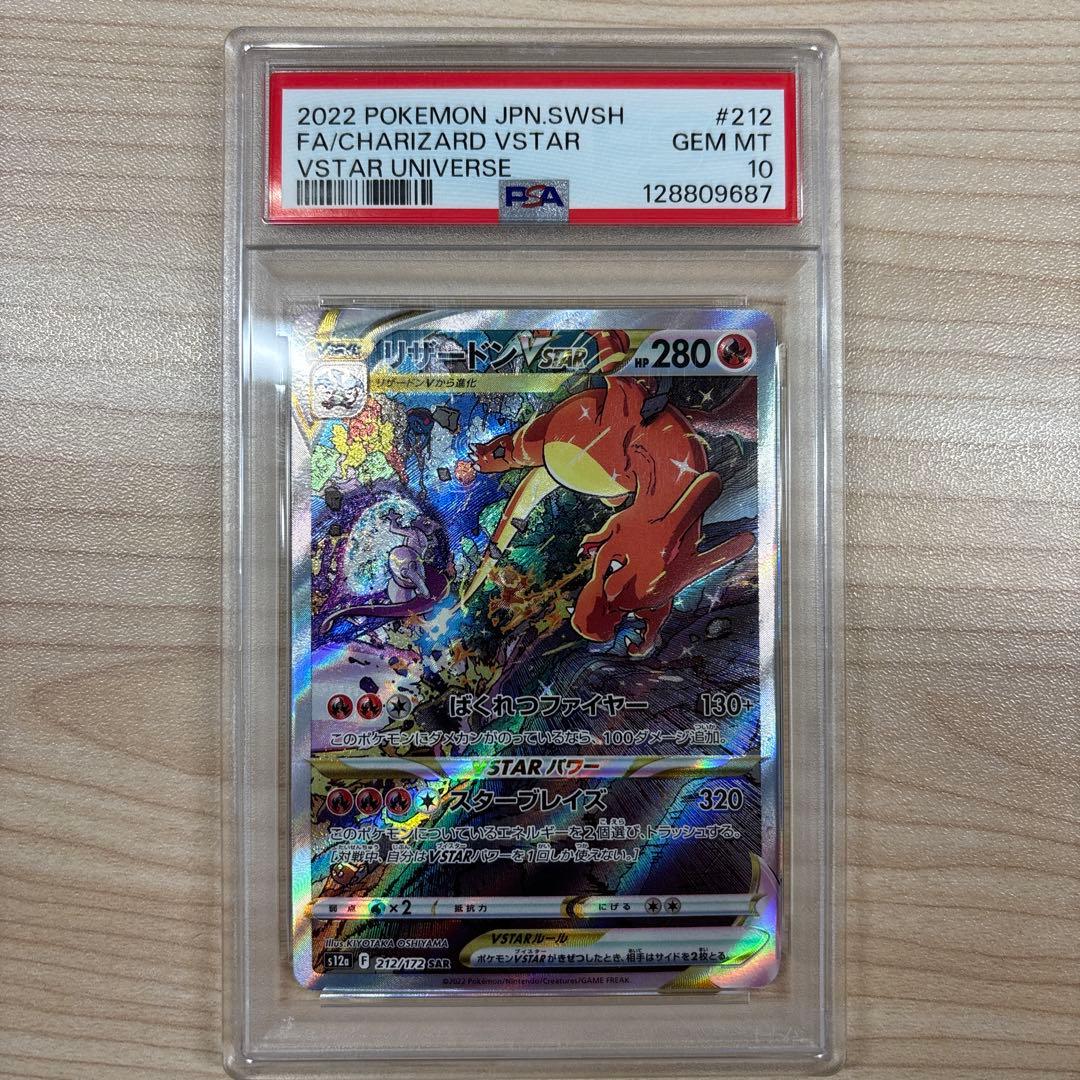 2022 POKEMON JPN.SWSH #212
FA/CHARIZARD VSTAR GEM MT
VSTAR UNIVERSE 10
PSA 128809687
リザードンVSTAR HP 280
リザードンVから進化
ばくれつファイヤー 130+
このポケモンにダメカンがのっているなら、100ダメージ追加。
VSTARパワー
スターブレイズ 320
このポケモンについているエネルギーを2個選び、トラッシュする。
[対戦中、自分はVSTARパワーを1回しか使えない。]
弱点 ×2 抵抗力 にげる
Illus. KIYOTAKA OSHIYAMA
VSTARルール
ポケモンVSTARがきぜつしたとき、相手はサイドを2枚とる。
s12a F 212/172 SAR
©2022 Pokémon/Nintendo/Creatures/GAME FREAK.